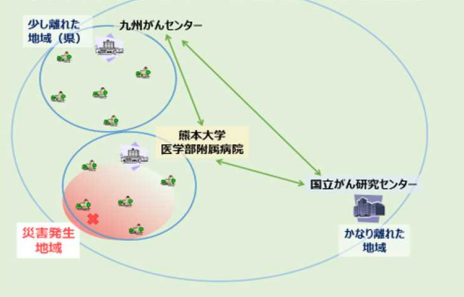 少し離れた
地域（県）
九州がんセンター
熊本大学
医学部附属病院
国立がん研究センター
災害発生
地域
かなり離れた
地域